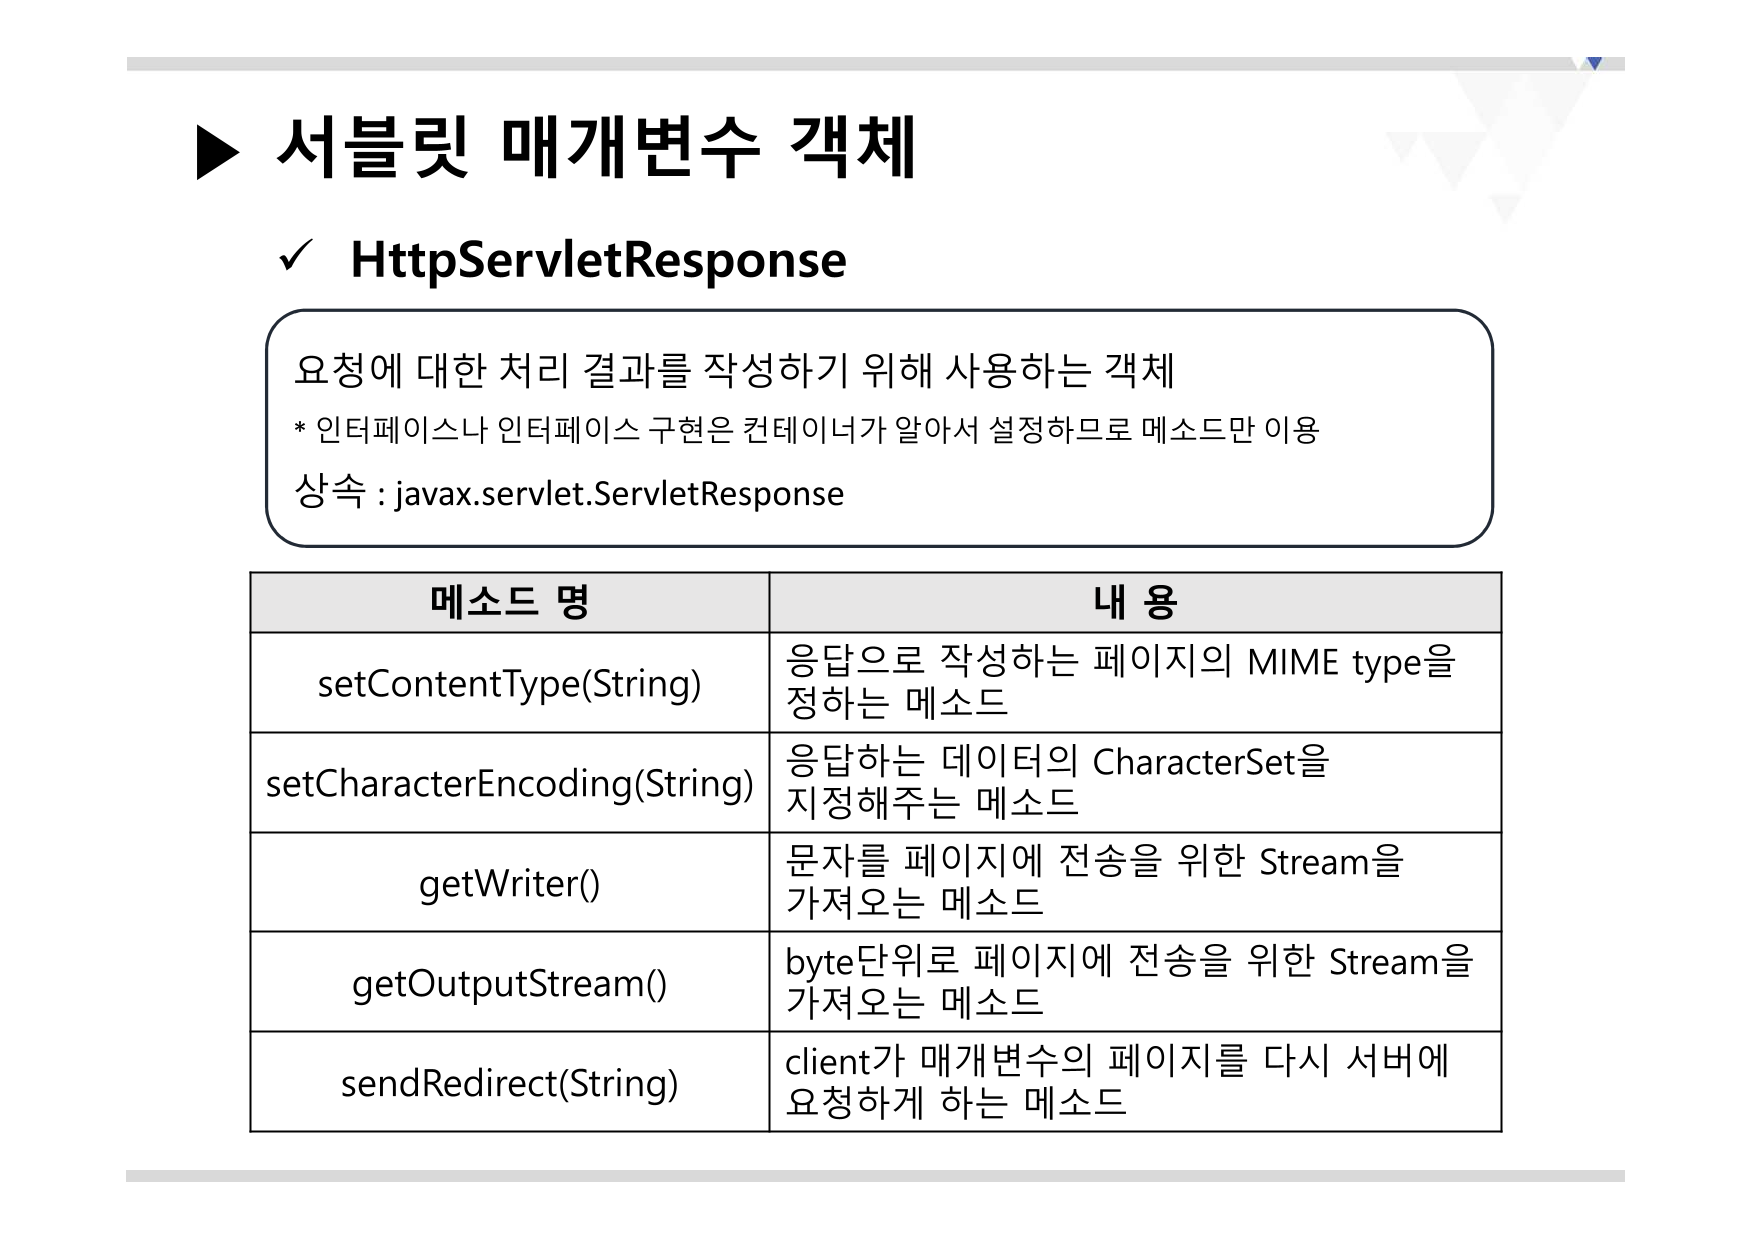 ▶ 서블릿 매개변수 객체
✓ HttpServletResponse
요청에 대한 처리 결과를 작성하기 위해 사용하는 객체
* 인터페이스나 인터페이스 구현은 컨테이너가 알아서 설정하므로 메소드만 이용
상속 : javax.servlet.ServletResponse
메소드 명
내 용
setContentType(String)
응답으로 작성하는 페이지의 MIME type을
정하는 메소드
setCharacterEncoding(String)
응답하는 데이터의 CharacterSet을
지정해주는 메소드
getWriter()
문자를 페이지에 전송을 위한 Stream을
가져오는 메소드
getOutputStream()
byte단위로 페이지에 전송을 위한 Stream을
가져오는 메소드
sendRedirect(String)
client가 매개변수의 페이지를 다시 서버에
요청하게 하는 메소드